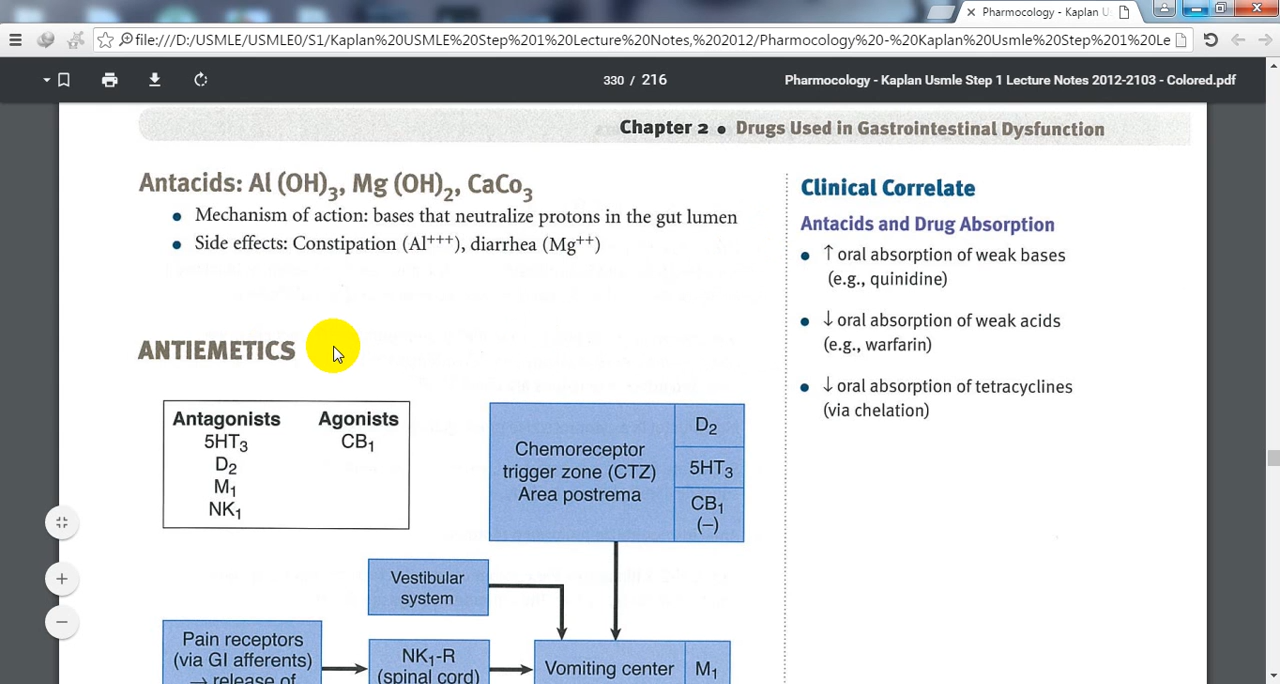 Pharmocology - Kaplan U
file:///D:/USMLE/USMLE0/S1/Kaplan%20USMLE%20Step%201%20Lecture%20Notes,%202012/Pharmocology%20-%20Kaplan%20Usmle%20Step%201%20Le
330 / 216
Pharmocology - Kaplan Usmle Step 1 Lecture Notes 2012-2103 - Colored.pdf
Chapter 2 • Drugs Used in Gastrointestinal Dysfunction
Antacids: Al (OH)₃, Mg (OH)₂, CaCo₃
• Mechanism of action: bases that neutralize protons in the gut lumen
• Side effects: Constipation (Al⁺⁺⁺), diarrhea (Mg⁺⁺)
ANTIEMETICS
Antagonists Agonists
5HT₃ CB₁
D₂
M₁
NK₁
Chemoreceptor
trigger zone (CTZ)
Area postrema
D₂
5HT₃
CB₁
(–)
Vestibular
system
Pain receptors
(via GI afferents)
→ release of
NK₁-R
(spinal cord)
Vomiting center
M₁
Clinical Correlate
Antacids and Drug Absorption
• ↑ oral absorption of weak bases
(e.g., quinidine)
• ↓ oral absorption of weak acids
(e.g., warfarin)
• ↓ oral absorption of tetracyclines
(via chelation)